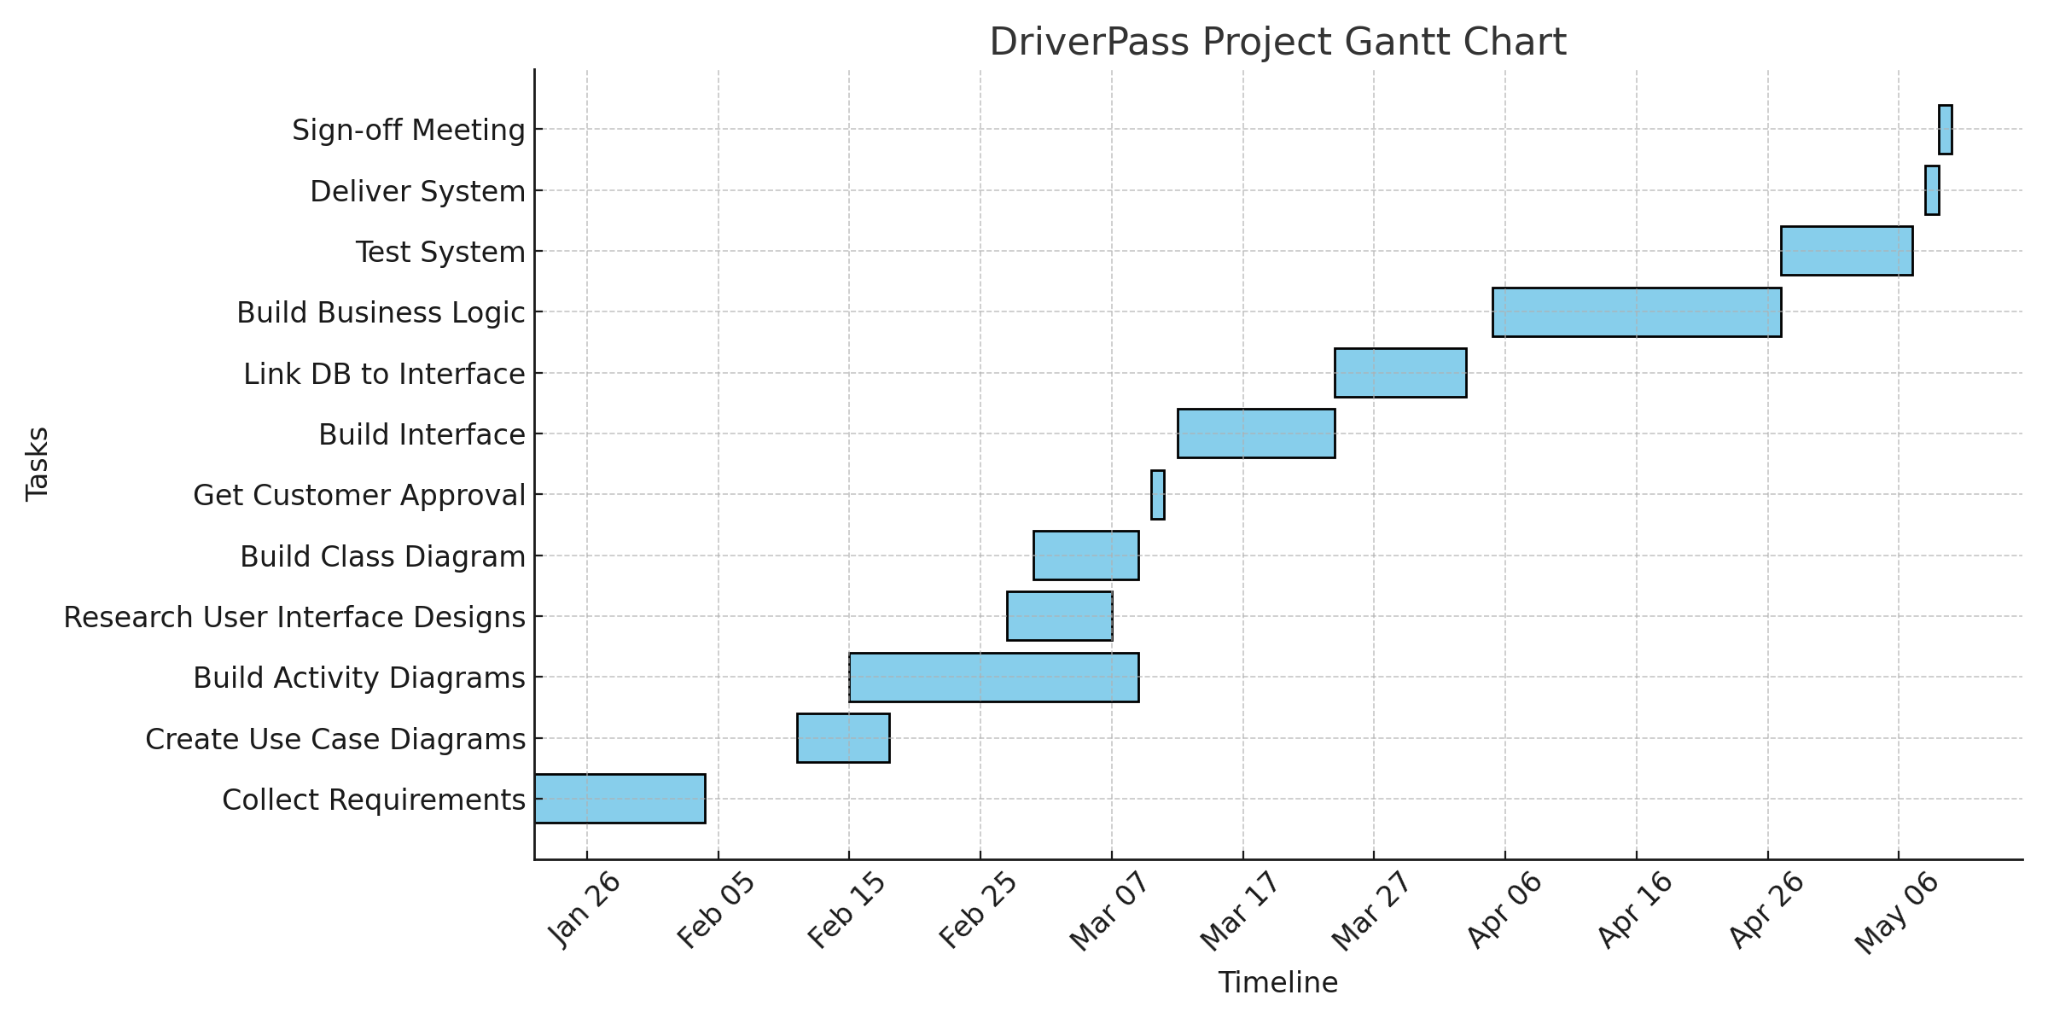 DriverPass Project Gantt Chart
Sign-off Meeting
Deliver System
Test System
Build Business Logic
Link DB to Interface
Build Interface
Get Customer Approval
Build Class Diagram
Research User Interface Designs
Build Activity Diagrams
Create Use Case Diagrams
Collect Requirements
Tasks
Jan 26
Feb 05
Feb 15
Feb 25
Mar 07
Mar 17
Mar 27
Apr 06
Apr 16
Apr 26
May 06
Timeline